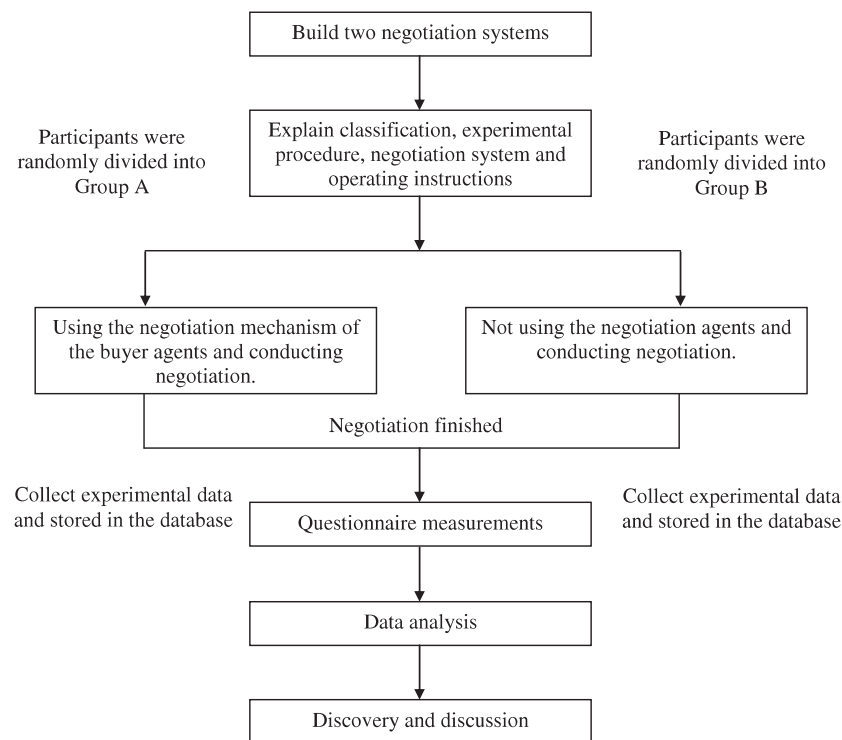 Build two negotiation systems
Participants were
randomly divided into
Group A
Explain classification, experimental
procedure, negotiation system and
operating instructions
Participants were
randomly divided into
Group B
Using the negotiation mechanism of
the buyer agents and conducting
negotiation.
Not using the negotiation agents and
conducting negotiation.
Negotiation finished
Collect experimental data
and stored in the database
Questionnaire measurements
Collect experimental data
and stored in the database
Data analysis
Discovery and discussion